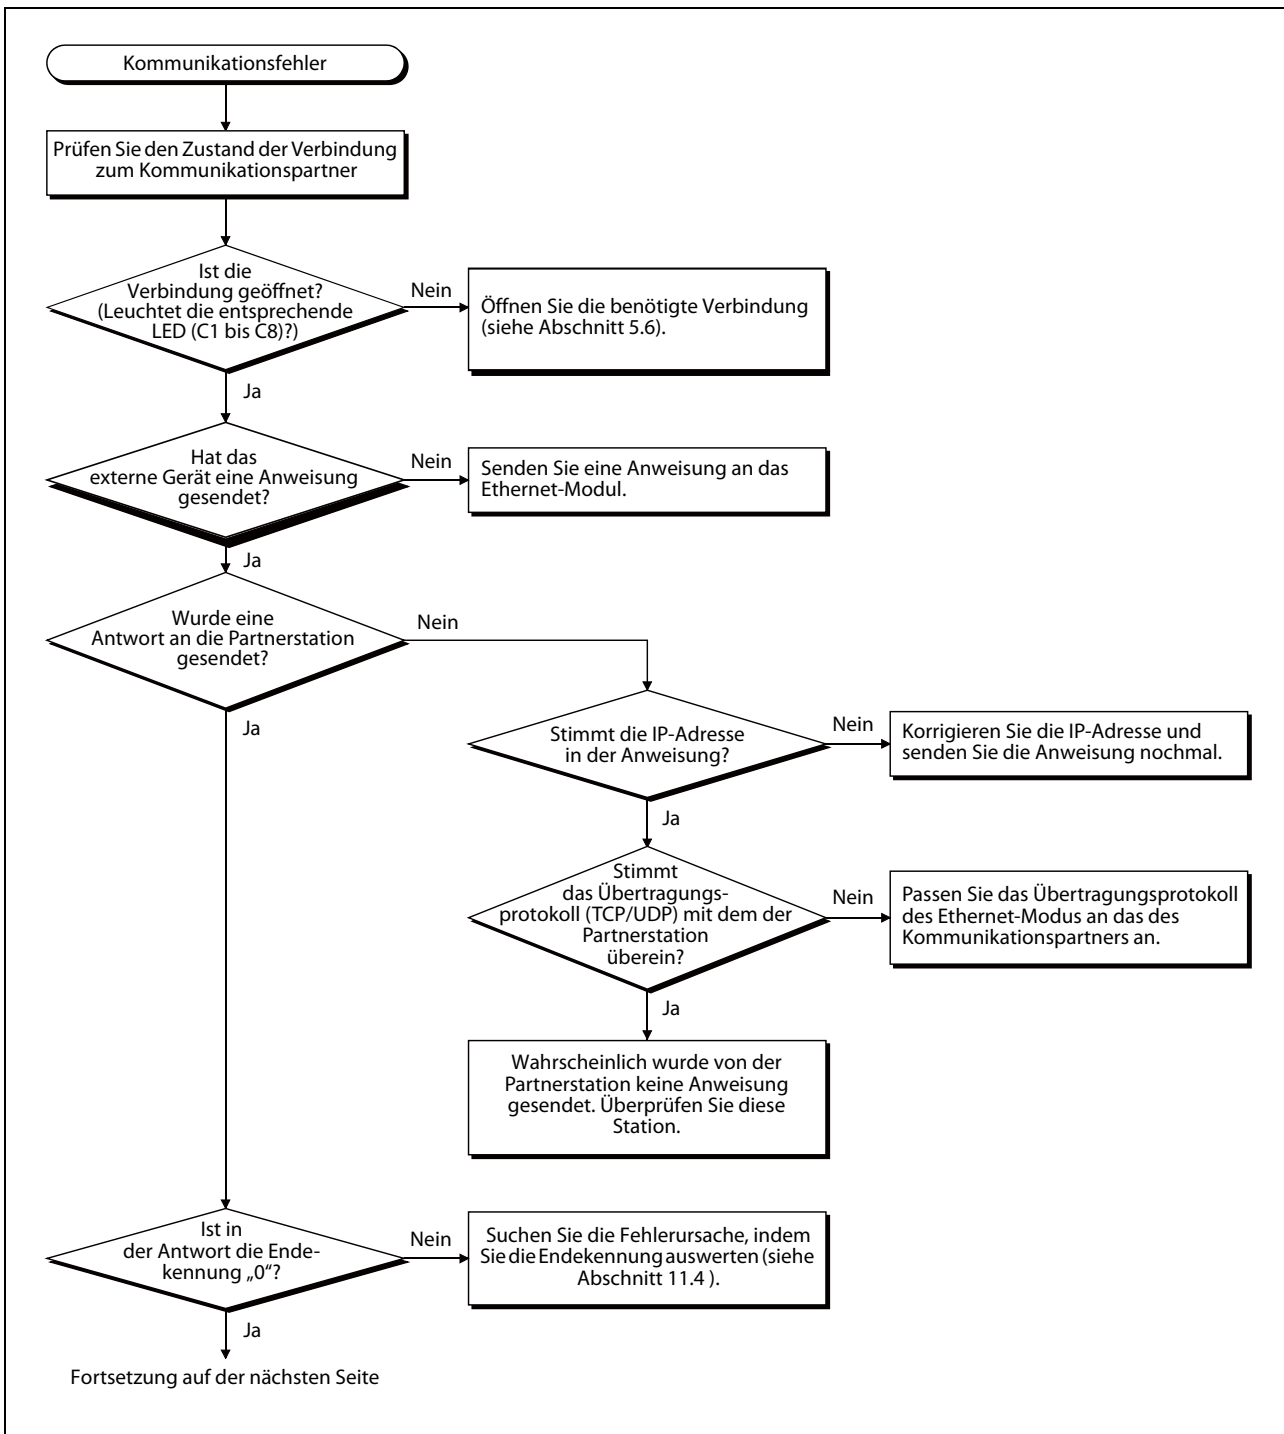 Kommunikationsfehler
Prüfen Sie den Zustand der Verbindung
zum Kommunikationspartner
Ist die
Verbindung geöffnet?
(Leuchtet die entsprechende
LED (C1 bis C8)?)
Nein
Öffnen Sie die benötigte Verbindung
(siehe Abschnitt 5.6).
Ja
Hat das
externe Gerät eine Anweisung
gesendet?
Nein
Senden Sie eine Anweisung an das
Ethernet-Modul.
Ja
Wurde eine
Antwort an die Partnerstation
gesendet?
Nein
Ja
Stimmt die IP-Adresse
in der Anweisung?
Nein
Korrigieren Sie die IP-Adresse und
senden Sie die Anweisung nochmal.
Ja
Stimmt
das Übertragungs-
protokoll (TCP/UDP) mit dem der
Partnerstation
überein?
Nein
Passen Sie das Übertragungsprotokoll
des Ethernet-Modus an das des
Kommunikationspartners an.
Ja
Wahrscheinlich wurde von der
Partnerstation keine Anweisung
gesendet. Überprüfen Sie diese
Station.
Ist in
der Antwort die Ende-
kennung „0“?
Nein
Suchen Sie die Fehlerursache, indem
Sie die Endekennung auswerten (siehe
Abschnitt 11.4 ).
Ja
Fortsetzung auf der nächsten Seite